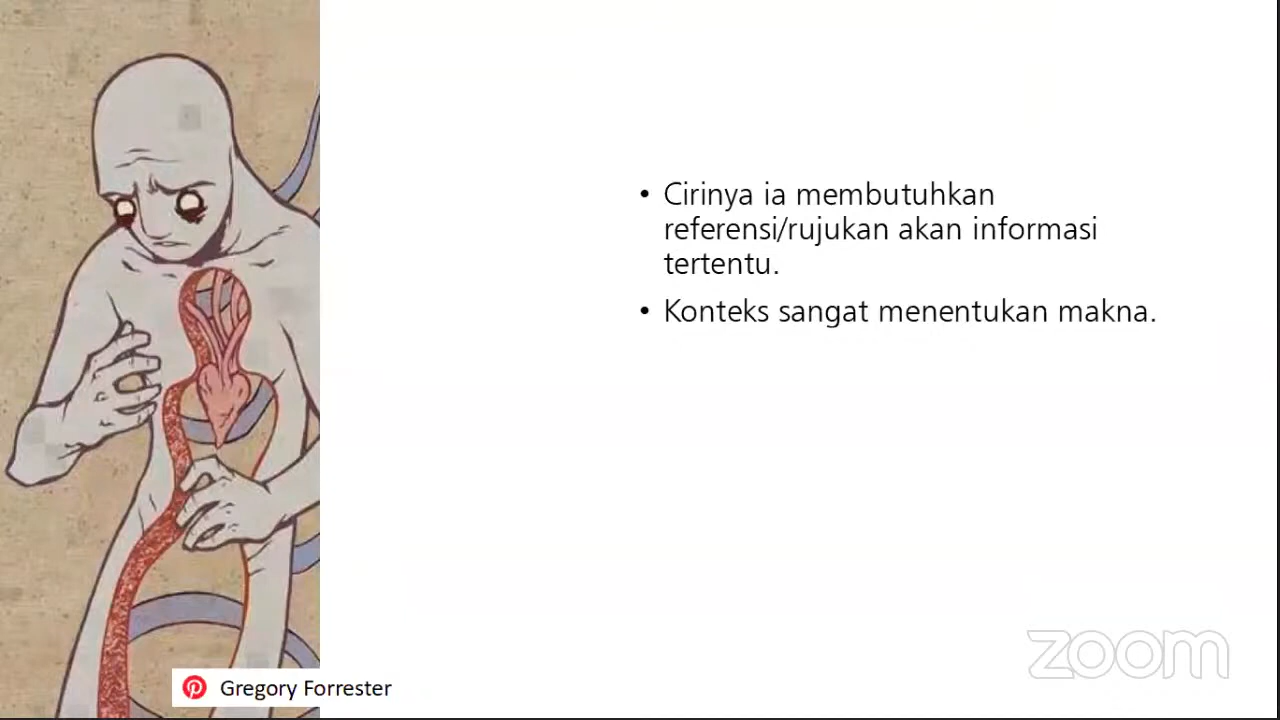 • Cirinya ia membutuhkan
referensi/rujukan akan informasi
tertentu.
• Konteks sangat menentukan makna.
zoom
Gregory Forrester